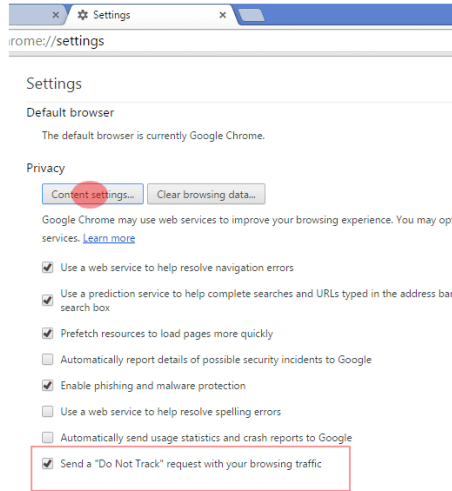 Settings
rome://settings
Settings
Default browser
The default browser is currently Google Chrome.
Privacy
Content settings... Clear browsing data...
Google Chrome may use web services to improve your browsing experience. You may op
services. Learn more
Use a web service to help resolve navigation errors
Use a prediction service to help complete searches and URLs typed in the address bar
search box
Prefetch resources to load pages more quickly
Automatically report details of possible security incidents to Google
Enable phishing and malware protection
Use a web service to help resolve spelling errors
Automatically send usage statistics and crash reports to Google
Send a "Do Not Track" request with your browsing traffic